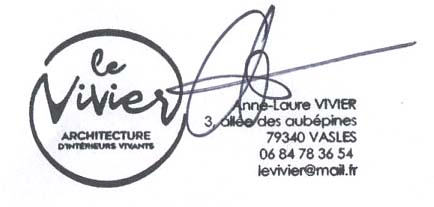 le
Vivier
ARCHITECTURE
D'INTÉRIEURS VIVANTS
Anne-Laure VIVIER
3, allée des aubépines
79340 VASLES
06 84 78 36 54
levivier@mail.fr